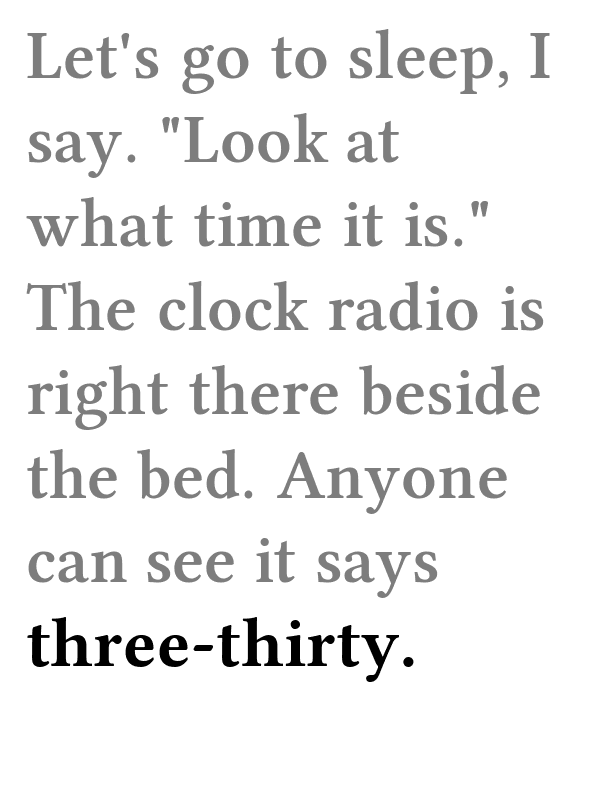 Let's go to sleep, I
say. "Look at
what time it is."
The clock radio is
right there beside
the bed. Anyone
can see it says
three-thirty.